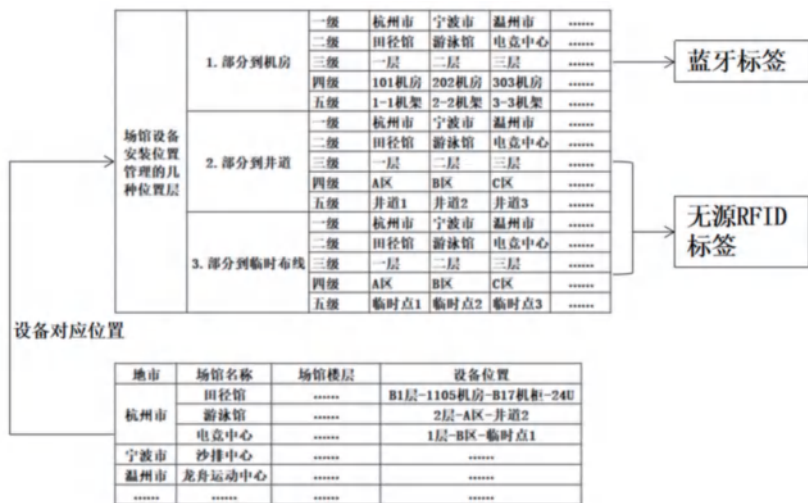 场馆设备安装位置管理的几种位置层
1. 部分到机房
一级 杭州市 宁波市 温州市 ……
二级 田径馆 游泳馆 电竞中心 ……
三级 一层 二层 三层 ……
四级 101机房 202机房 303机房 ……
五级 1-1机架 2-2机架 3-3机架 ……
2. 部分到井道
一级 杭州市 宁波市 温州市 ……
二级 田径馆 游泳馆 电竞中心 ……
三级 一层 二层 三层 ……
四级 A区 B区 C区 ……
五级 井道1 井道2 井道3 ……
3. 部分到临时布线
一级 杭州市 宁波市 温州市 ……
二级 田径馆 游泳馆 电竞中心 ……
三级 一层 二层 三层 ……
四级 A区 B区 C区 ……
五级 临时点1 临时点2 临时点3 ……
蓝牙标签
无源RFID
标签
设备对应位置
地市 场馆名称 场馆楼层 设备位置
杭州市 田径馆 …… B1层-1105机房-B17机柜-24U
游泳馆 …… 2层-A区-井道2
电竞中心 …… 1层-B区-临时点1
宁波市 沙排中心 …… ……
温州市 龙舟运动中心 …… ……
…… …… …… ……